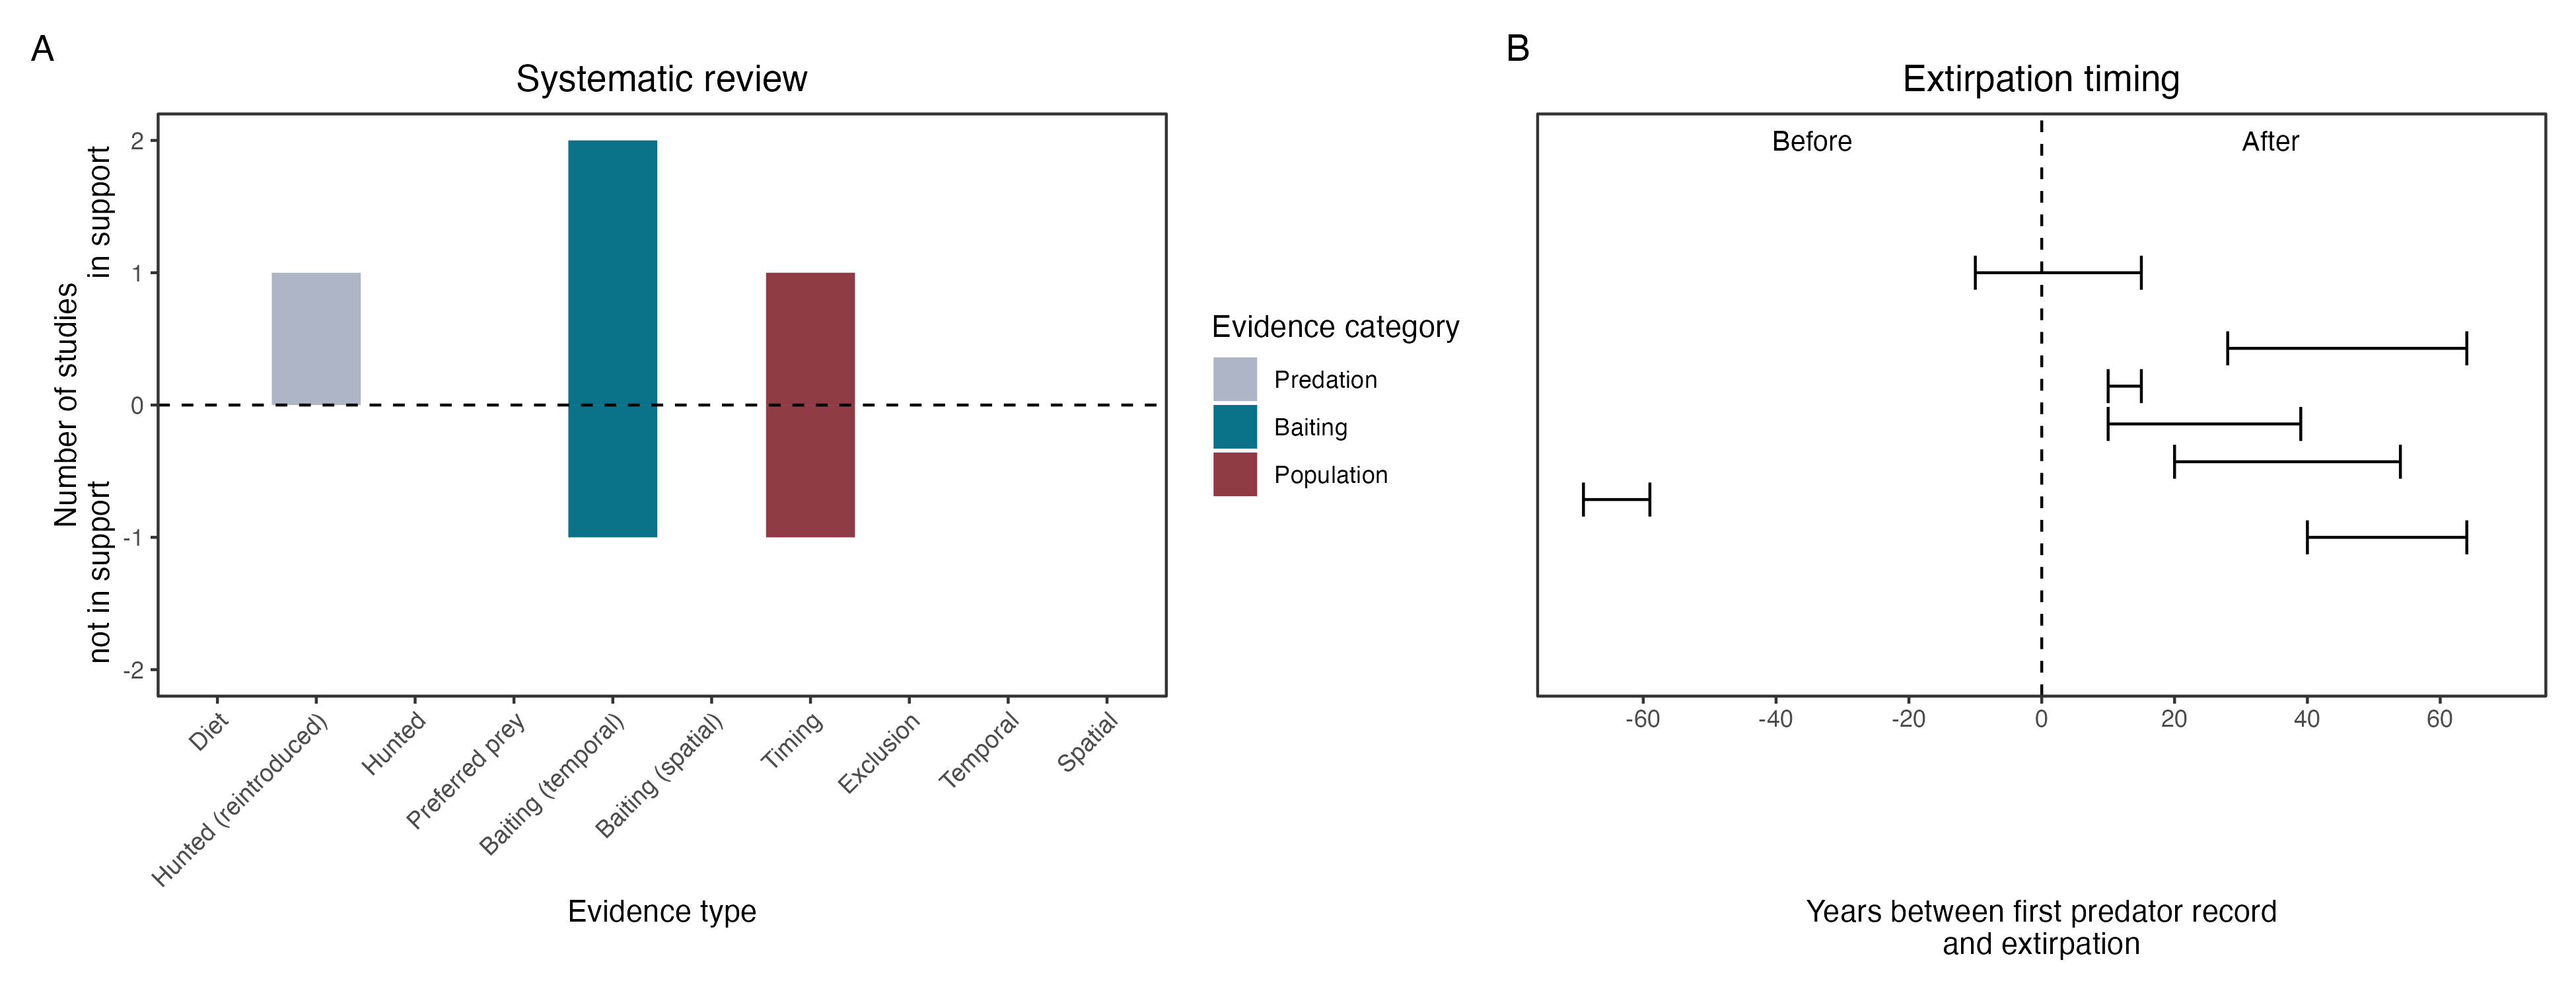 A
Systematic review
Number of studies
in support
not in support
2
1
0
-1
-2
Diet
Hunted (reintroduced)
Hunted
Preferred prey
Baiting (temporal)
Baiting (spatial)
Timing
Exclusion
Temporal
Spatial
Evidence type
Evidence category
Predation
Baiting
Population
B
Extirpation timing
Before
After
-60
-40
-20
0
20
40
60
Years between first predator record
and extirpation